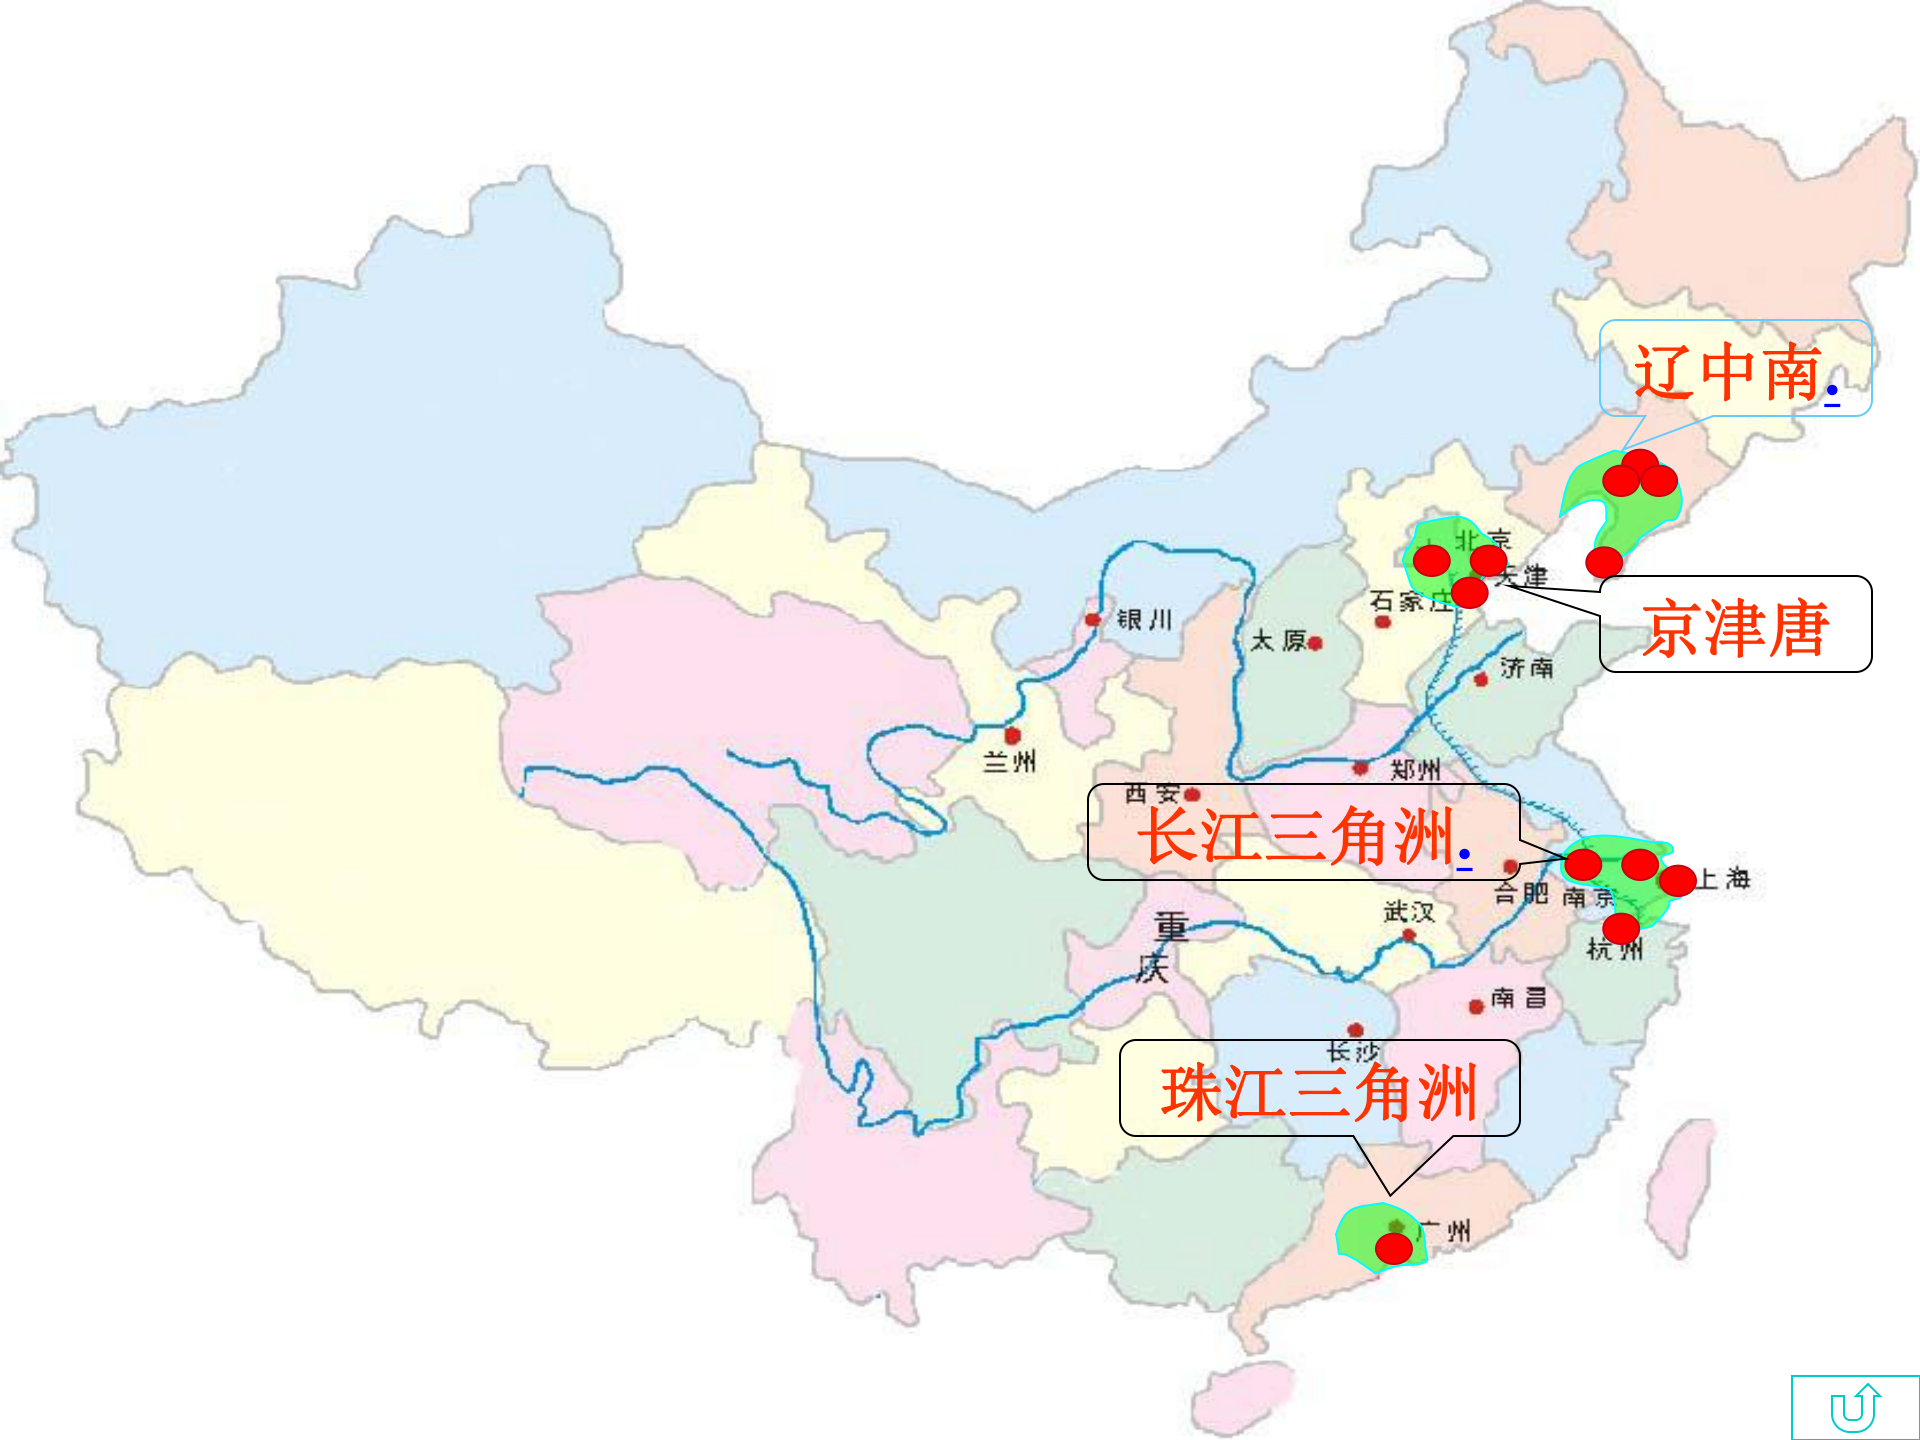 辽中南.
北京
天津
京津唐
石家庄
银川
太原
济南
兰州
郑州
西安
长江三角洲.
合肥
南京
上海
武汉
重庆
杭州
南昌
长沙
珠江三角洲
广州